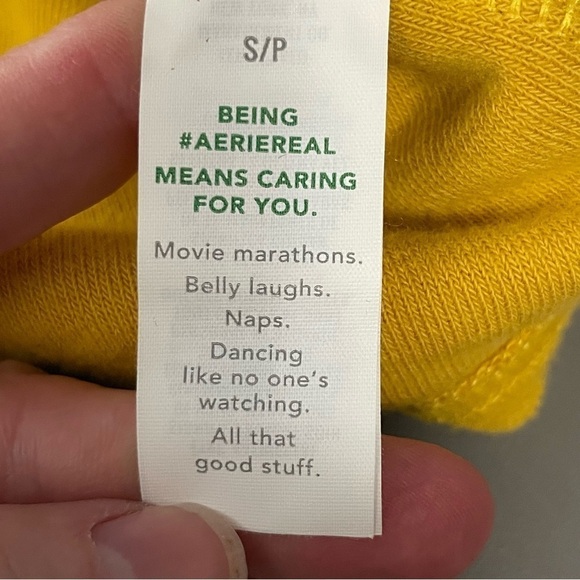 S/P
BEING
#AERIEREAL
MEANS CARING
FOR YOU.
Movie marathons.
Belly laughs.
Naps.
Dancing
like no one's
watching.
All that
good stuff.